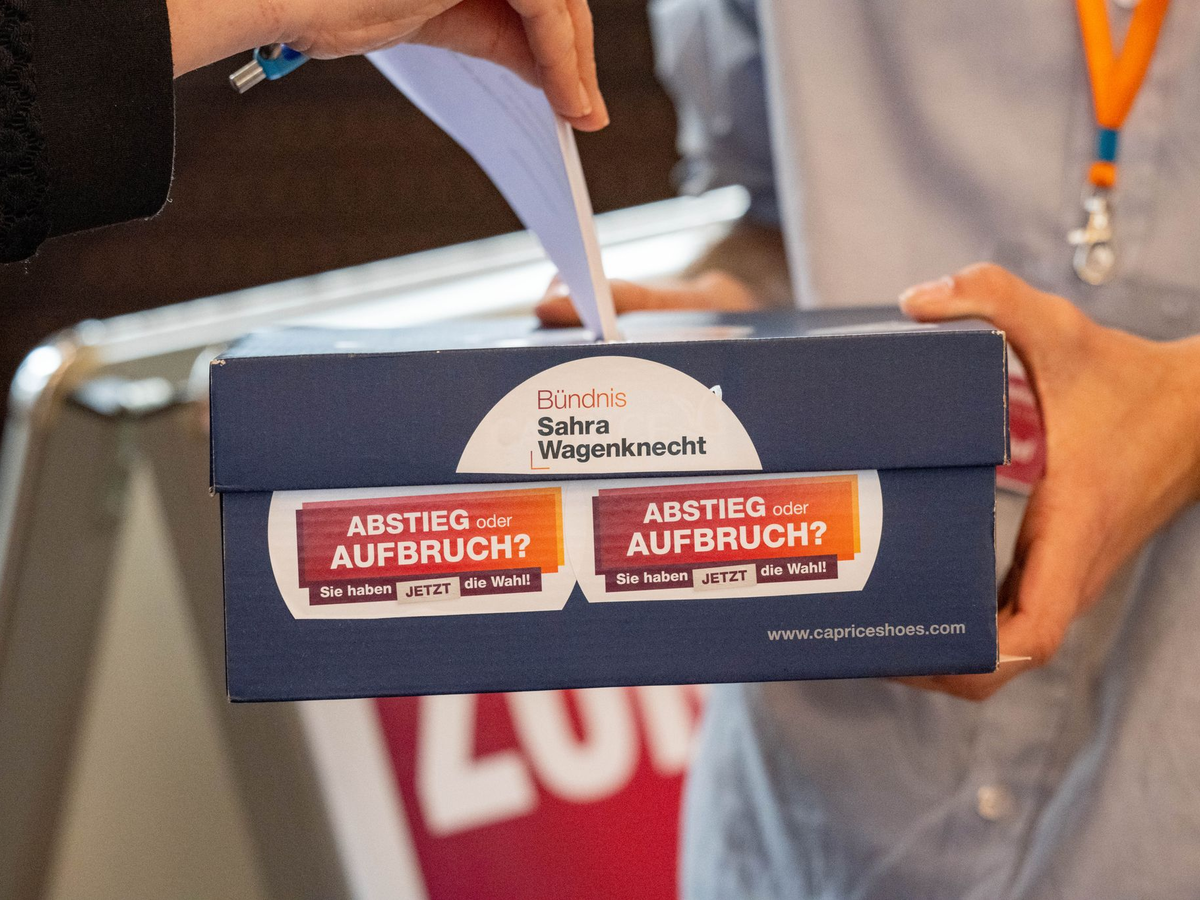 Bündnis
Sahra
Wagenknecht
ABSTIEG oder
AUFBRUCH?
Sie haben JETZT die Wahl!
ABSTIEG oder
AUFBRUCH?
Sie haben JETZT die Wahl!
www.capriceshoes.com